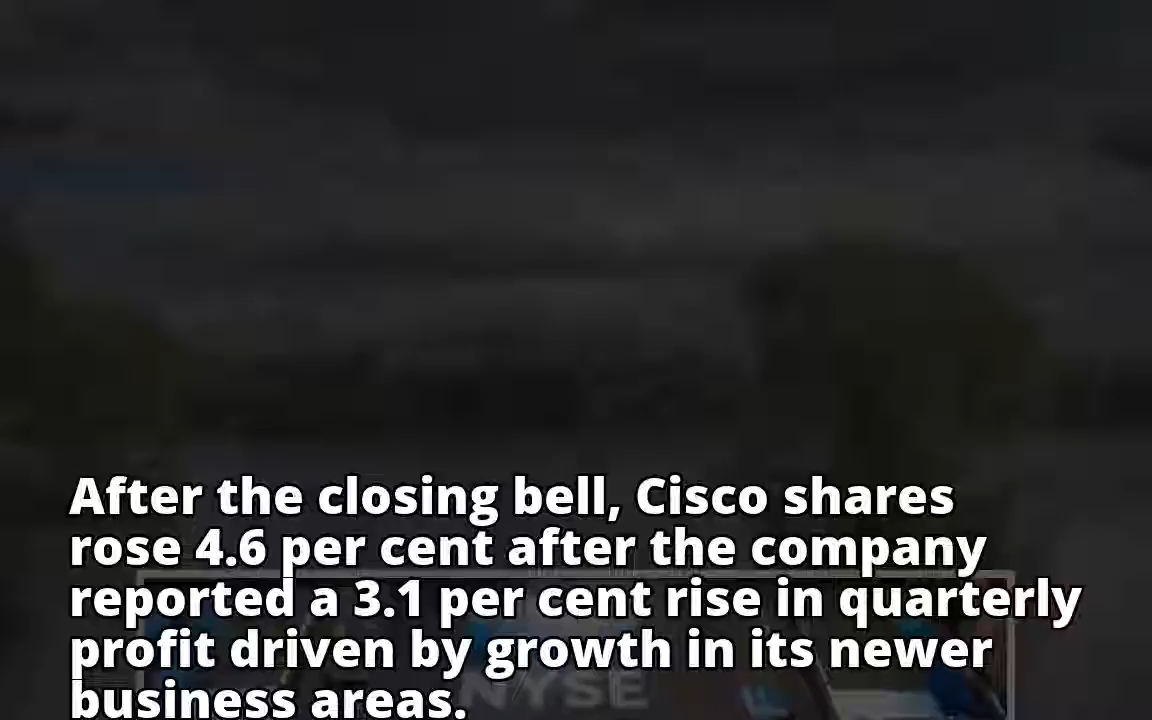 After the closing bell, Cisco shares
rose 4.6 per cent after the company
reported a 3.1 per cent rise in quarterly
profit driven by growth in its newer
business areas.
NYSE